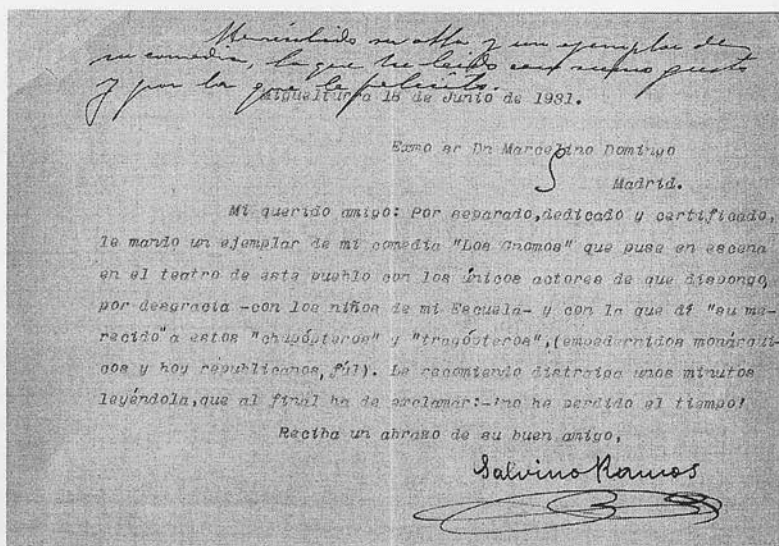 He recibido su atta y un ejemplar de
su comedia, la que he leido con sumo gusto
y por la que le felicito.
Miguelturra 15 de Junio de 1931.
Exmo sr Dn Marcelino Domingo
Madrid.
Mi querido amigo: Por separado,dedicado y certificado,
le mando un ejemplar de mi comedia "Los Gnomos" que puse en escena
en el teatro de este pueblo con los únicos actores de que dispongo,
por desgracia -con los niños de mi Escuela- y con la que dí "su me-
recido"a estos "chupópteros" y "tragópteros",(empedernidos monárqui-
cos y hoy republicanos, fúl). Le recomiendo distraiga unos minutos
leyéndola,que al final ha de exclamar:-!no he perdido el tiempo!
Reciba un abrazo de su buen amigo,
Salvino Ramos